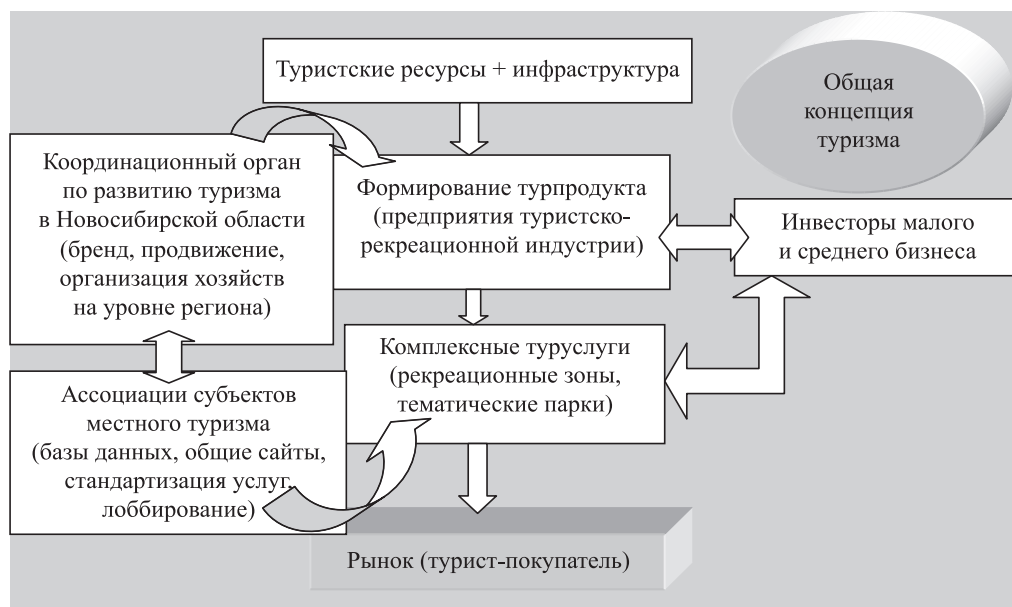 Туристские ресурсы + инфраструктура
Общая
концепция
туризма
Координационный орган
по развитию туризма
в Новосибирской области
(бренд, продвижение,
организация хозяйств
на уровне региона)
Формирование турпродукта
(предприятия туристско-
рекреационной индустрии)
Инвесторы малого
и среднего бизнеса
Комплексные туруслуги
(рекреационные зоны,
тематические парки)
Ассоциации субъектов
местного туризма
(базы данных, общие сайты,
стандартизация услуг,
лоббирование)
Рынок (турист-покупатель)